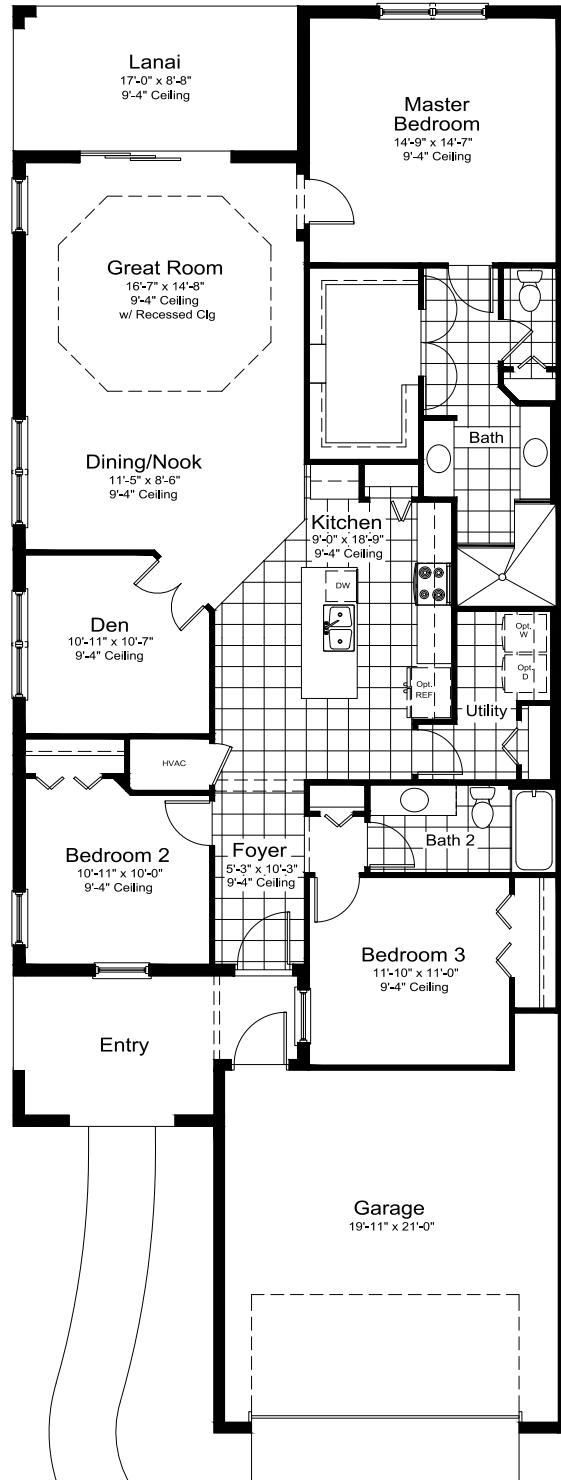 Lanai
17'-0" x 8'-8"
9'-4" Ceiling
Master
Bedroom
14'-9" x 14'-7"
9'-4" Ceiling
Great Room
16'-7" x 14'-8"
9'-4" Ceiling
w/ Recessed Clg
Bath
Dining/Nook
11'-5" x 8'-6"
9'-4" Ceiling
Kitchen
9'-0" x 18'-9"
9'-4" Ceiling
DW
Den
10'-11" x 10'-7"
9'-4" Ceiling
Opt.
W
Opt.
D
Opt.
REF
Utility
HVAC
Bedroom 2
10'-11" x 10'-0"
9'-4" Ceiling
Foyer
5'-3" x 10'-3"
9'-4" Ceiling
Bath 2
Bedroom 3
11'-10" x 11'-0"
9'-4" Ceiling
Entry
Garage
19'-11" x 21'-0"